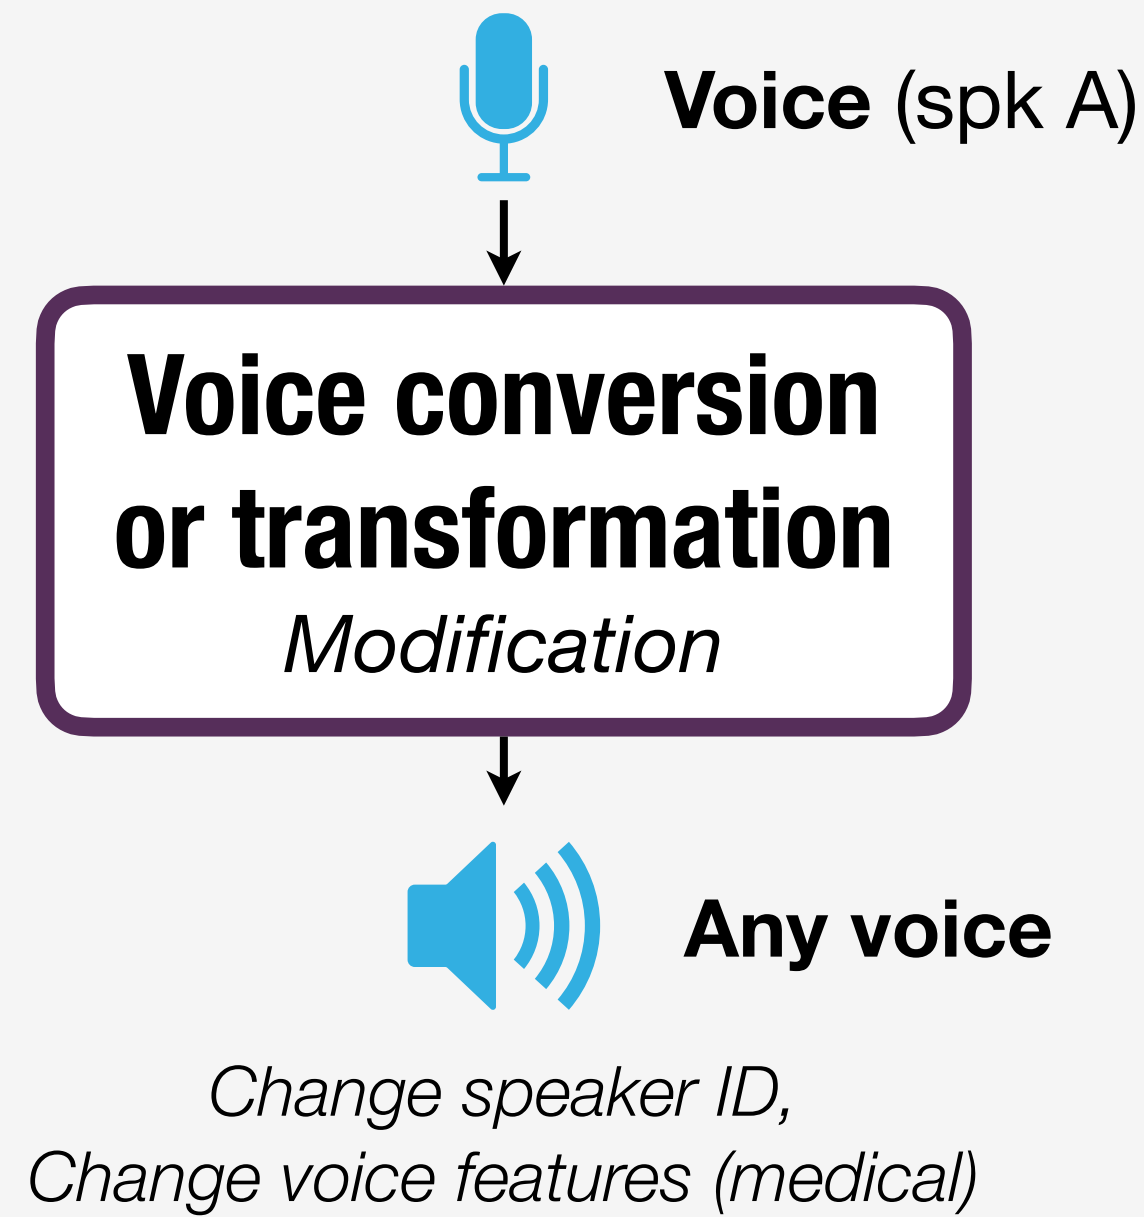 Voice (spk A)
Voice conversion
or transformation
Modification
Any voice
Change speaker ID,
Change voice features (medical)